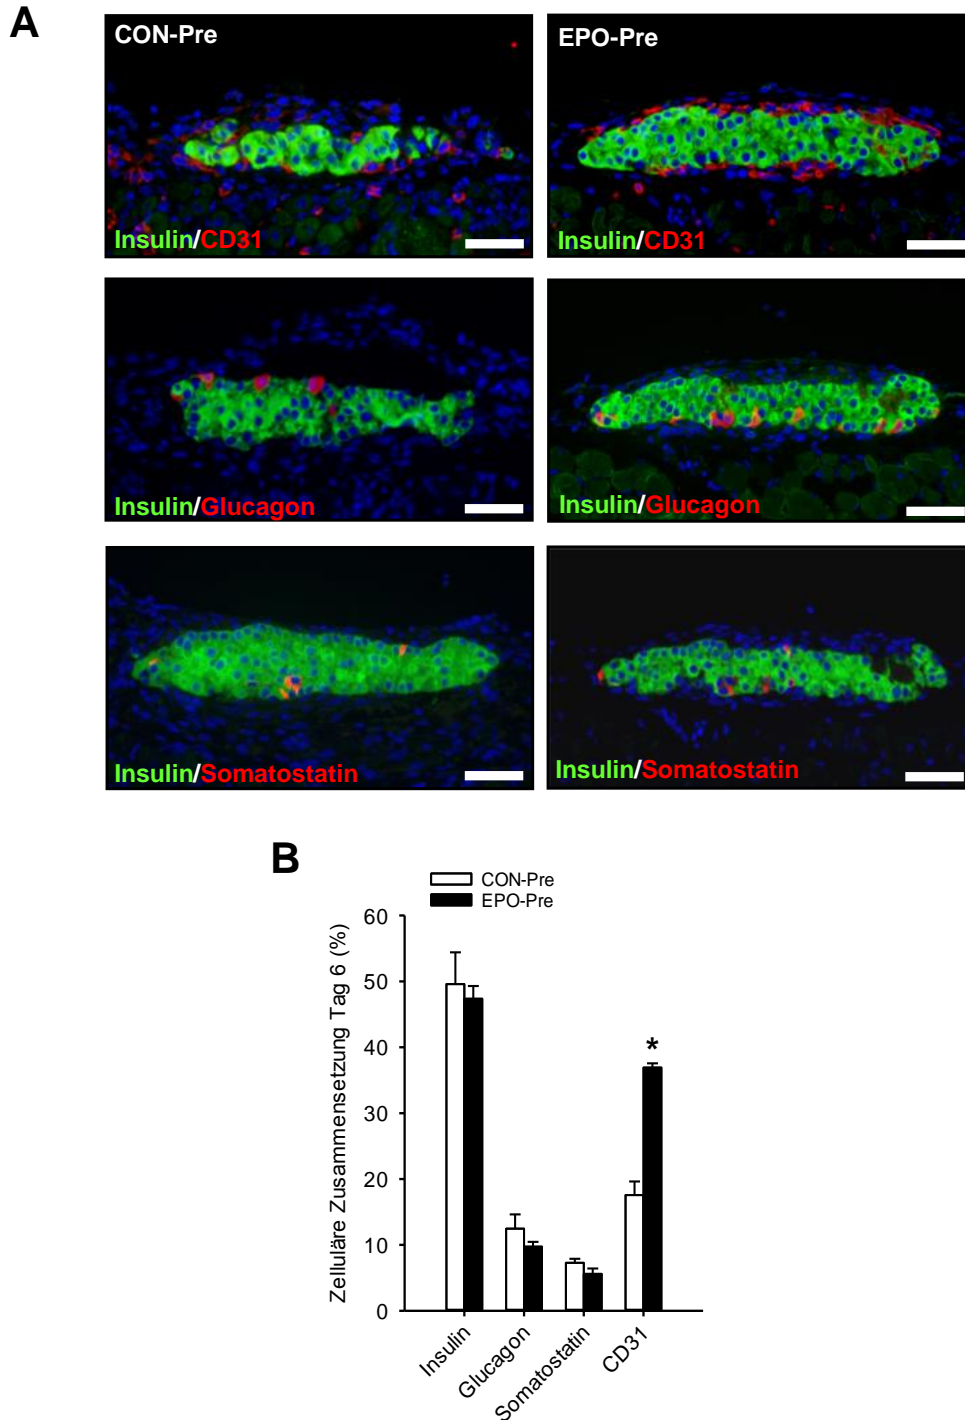 A
CON-Pre
EPO-Pre
Insulin/CD31
Insulin/CD31
Insulin/Glucagon
Insulin/Glucagon
Insulin/Somatostatin
Insulin/Somatostatin
B
CON-Pre
EPO-Pre
Zelluläre Zusammensetzung Tag 6 (%)
60
50
40
30
20
10
0
*
Insulin
Glucagon
Somatostatin
CD31